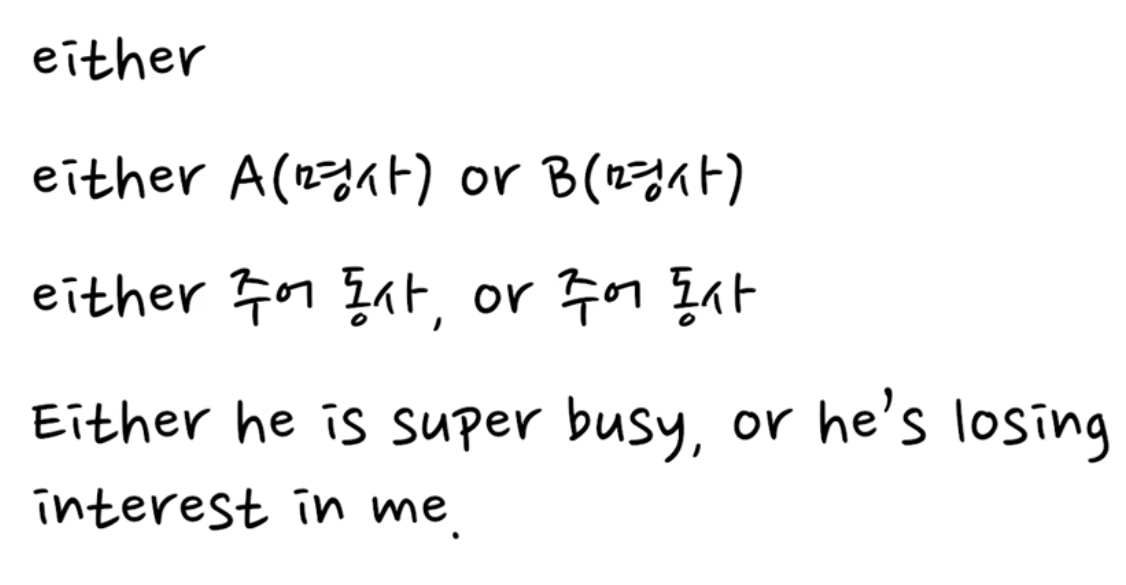 either
either A(명사) or B(명사)
either 주어 동사, or 주어 동사
Either he is super busy, or he's losing
interest in me.